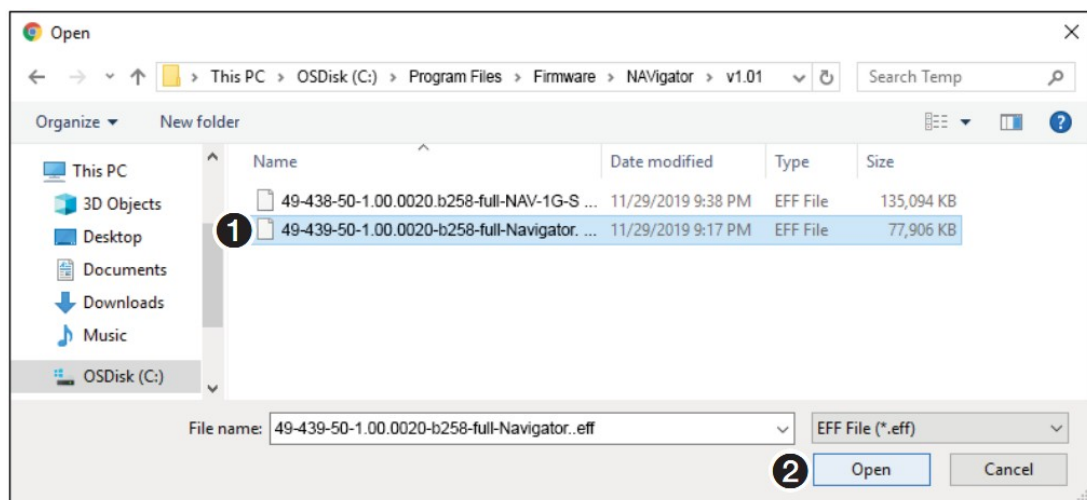 Open
This PC > OSDisk (C:) > Program Files > Firmware > NAVigator > v1.01
Search Temp
Organize New folder
Name Date modified Type Size
This PC
3D Objects
Desktop
Documents
Downloads
Music
OSDisk (C:)
49-438-50-1.00.0020.b258-full-NAV-1G-S ... 11/29/2019 9:38 PM EFF File 135,094 KB
1 49-439-50-1.00.0020-b258-full-Navigator. ... 11/29/2019 9:17 PM EFF File 77,906 KB
File name: 49-439-50-1.00.0020-b258-full-Navigator..eff EFF File (*.eff)
2 Open Cancel